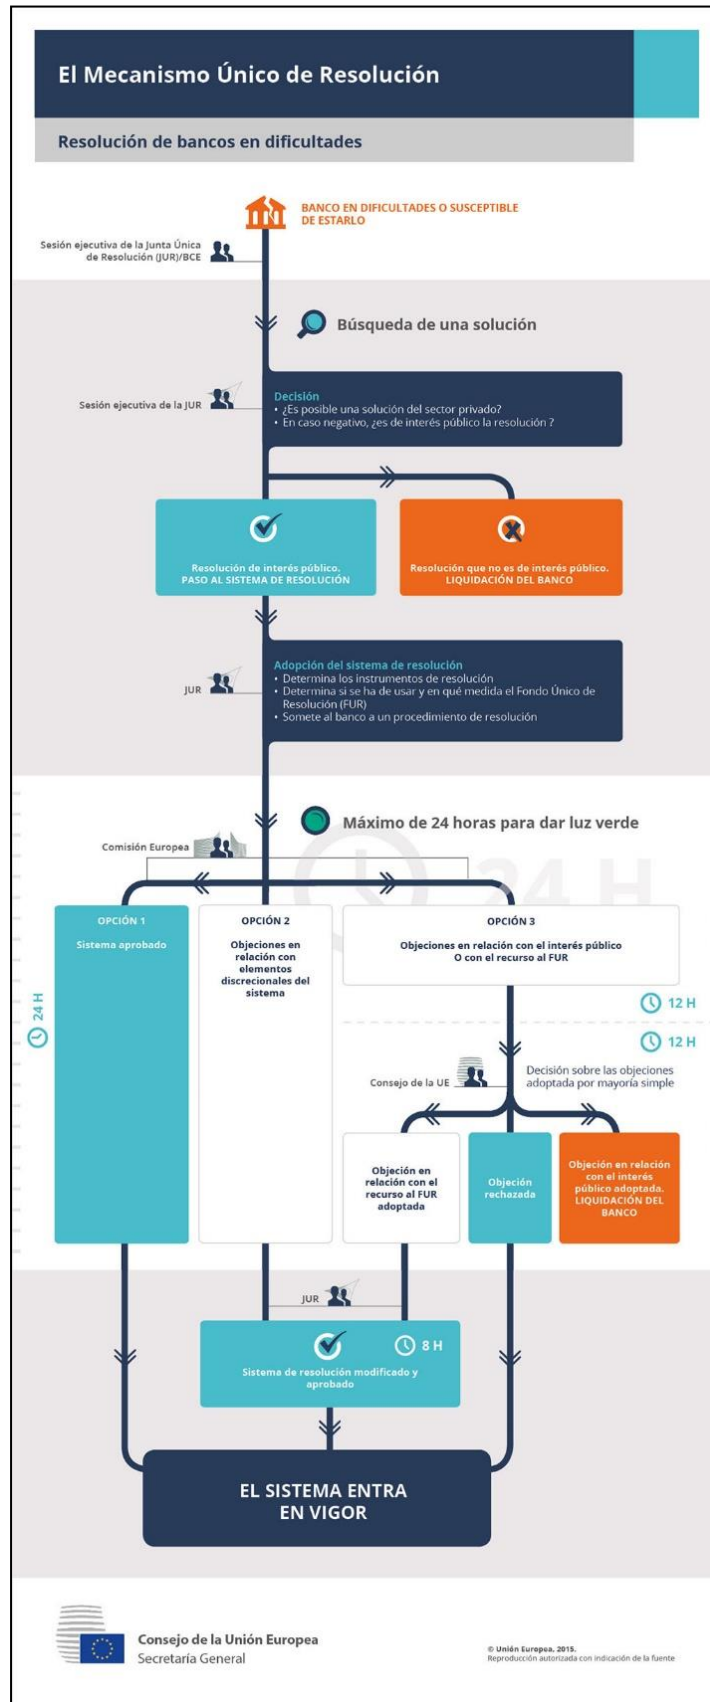 El Mecanismo Único de Resolución
Resolución de bancos en dificultades
BANCO EN DIFICULTADES O SUSCEPTIBLE
DE ESTARLO
Sesión ejecutiva de la Junta Única
de Resolución (JUR)/BCE
Búsqueda de una solución
Sesión ejecutiva de la JUR
Decisión
• ¿Es posible una solución del sector privado?
• En caso negativo, ¿es de interés público la resolución ?
Resolución de interés público.
PASO AL SISTEMA DE RESOLUCIÓN
Resolución que no es de interés público.
LIQUIDACIÓN DEL BANCO
JUR
Adopción del sistema de resolución
• Determina los instrumentos de resolución
• Determina si se ha de usar y en qué medida el Fondo Único de
Resolución (FUR)
• Somete al banco a un procedimiento de resolución
Máximo de 24 horas para dar luz verde
24 H
Comisión Europea
24 H
OPCIÓN 1
Sistema aprobado
OPCIÓN 2
Objeciones en
relación con
elementos
discrecionales del
sistema
OPCIÓN 3
Objeciones en relación con el interés público
O con el recurso al FUR
12 H
12 H
Consejo de la UE
Decisión sobre las objeciones
adoptada por mayoría simple
Objeción en
relación con el
recurso al FUR
adoptada
Objeción
rechazada
Objeción en relación
con el interés
público adoptada.
LIQUIDACIÓN DEL
BANCO
JUR
8 H
Sistema de resolución modificado y
aprobado
EL SISTEMA ENTRA
EN VIGOR
Consejo de la Unión Europea
Secretaría General
© Unión Europea, 2015.
Reproducción autorizada con indicación de la fuente